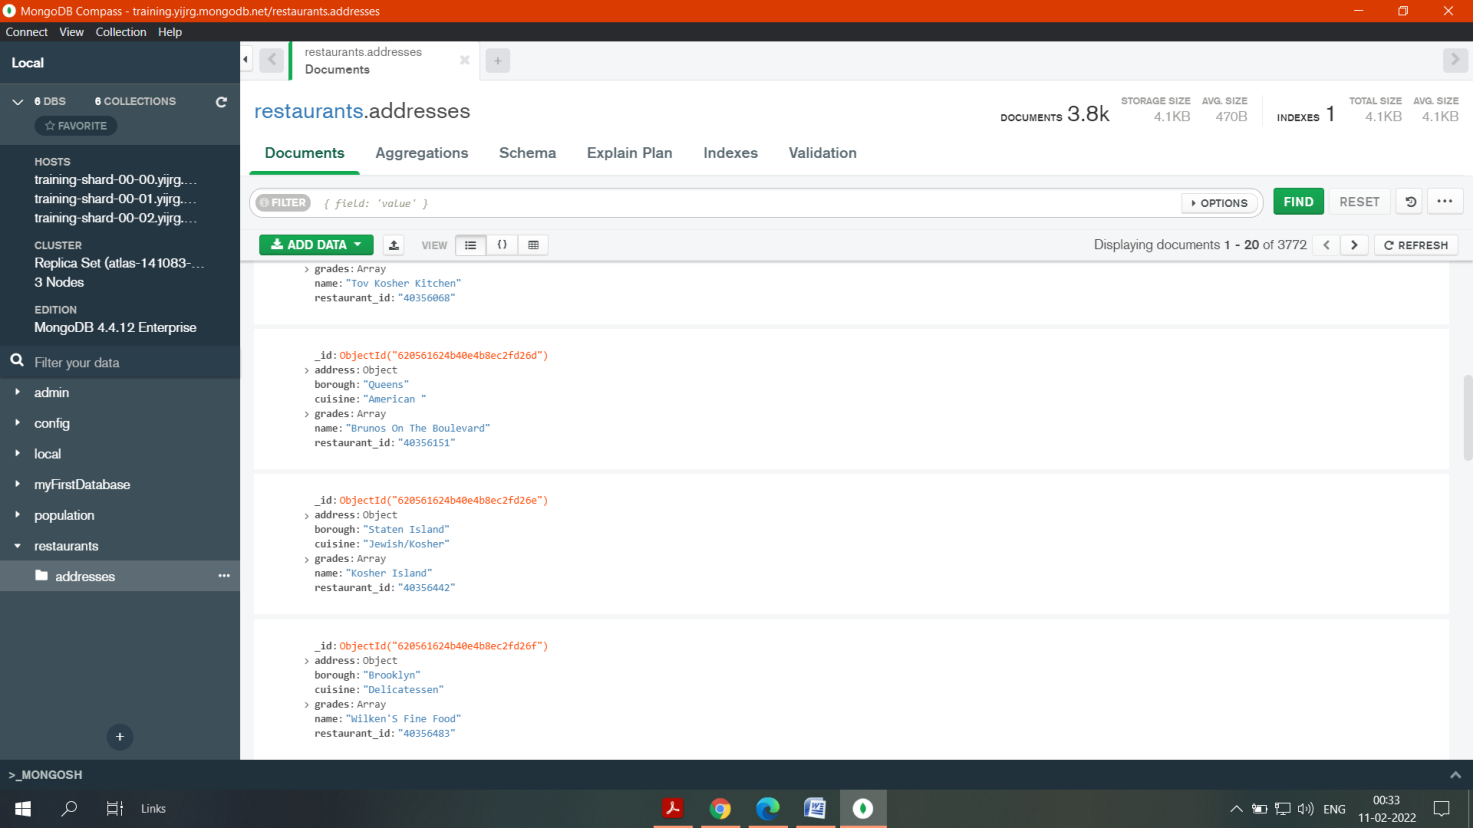 MongoDB Compass - training.yijrg.mongodb.net/restaurants.addresses
Connect View Collection Help
Local
6 DBS 6 COLLECTIONS
FAVORITE
HOSTS
training-shard-00-00.yijrg....
training-shard-00-01.yijrg....
training-shard-00-02.yijrg....
CLUSTER
Replica Set (atlas-141083-...
3 Nodes
EDITION
MongoDB 4.4.12 Enterprise
Filter your data
admin
config
local
myFirstDatabase
population
restaurants
addresses
restaurants.addresses
Documents
restaurants.addresses
DOCUMENTS 3.8k
STORAGE SIZE
4.1KB
AVG. SIZE
470B
INDEXES 1
TOTAL SIZE
4.1KB
AVG. SIZE
4.1KB
Documents Aggregations Schema Explain Plan Indexes Validation
FILTER { field: 'value' } OPTIONS FIND RESET
ADD DATA VIEW {} Displaying documents 1 - 20 of 3772 REFRESH
grades: Array
name: "Tov Kosher Kitchen"
restaurant_id: "40356068"
_id: ObjectId("620561624b40e4b8ec2fd26d")
address: Object
borough: "Queens"
cuisine: "American "
grades: Array
name: "Brunos On The Boulevard"
restaurant_id: "40356151"
_id: ObjectId("620561624b40e4b8ec2fd26e")
address: Object
borough: "Staten Island"
cuisine: "Jewish/Kosher"
grades: Array
name: "Kosher Island"
restaurant_id: "40356442"
_id: ObjectId("620561624b40e4b8ec2fd26f")
address: Object
borough: "Brooklyn"
cuisine: "Delicatessen"
grades: Array
name: "Wilken'S Fine Food"
restaurant_id: "40356483"
>_MONGOSH
Links
ENG
00:33
11-02-2022